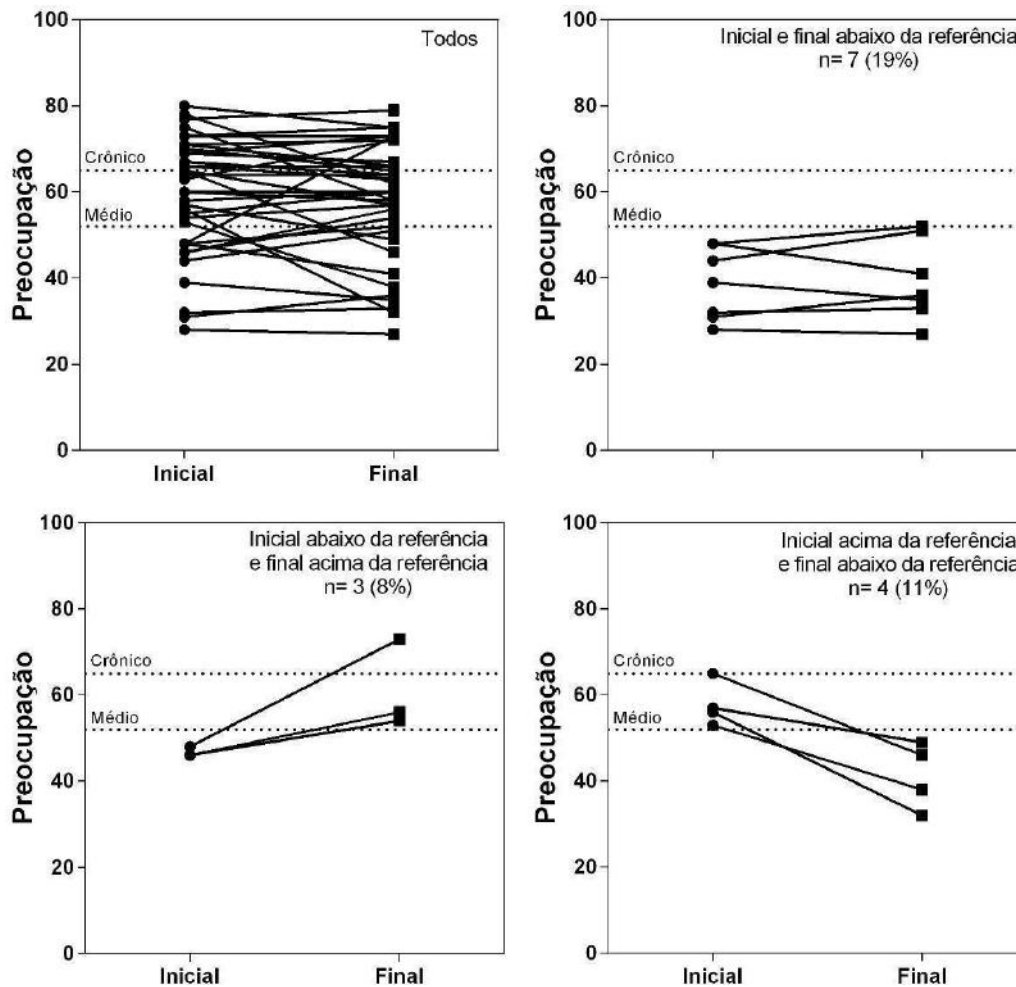 100
80
60
40
20
0
Preocupação
Todos
Crônico
Médio
Inicial
Final
100
80
60
40
20
0
Preocupação
Inicial e final abaixo da referência
n= 7 (19%)
Crônico
Médio
100
80
60
40
20
0
Preocupação
Inicial abaixo da referência
e final acima da referência
n= 3 (8%)
Crônico
Médio
Inicial
Final
100
80
60
40
20
0
Preocupação
Inicial acima da referência
e final abaixo da referência
n= 4 (11%)
Crônico
Médio
Inicial
Final